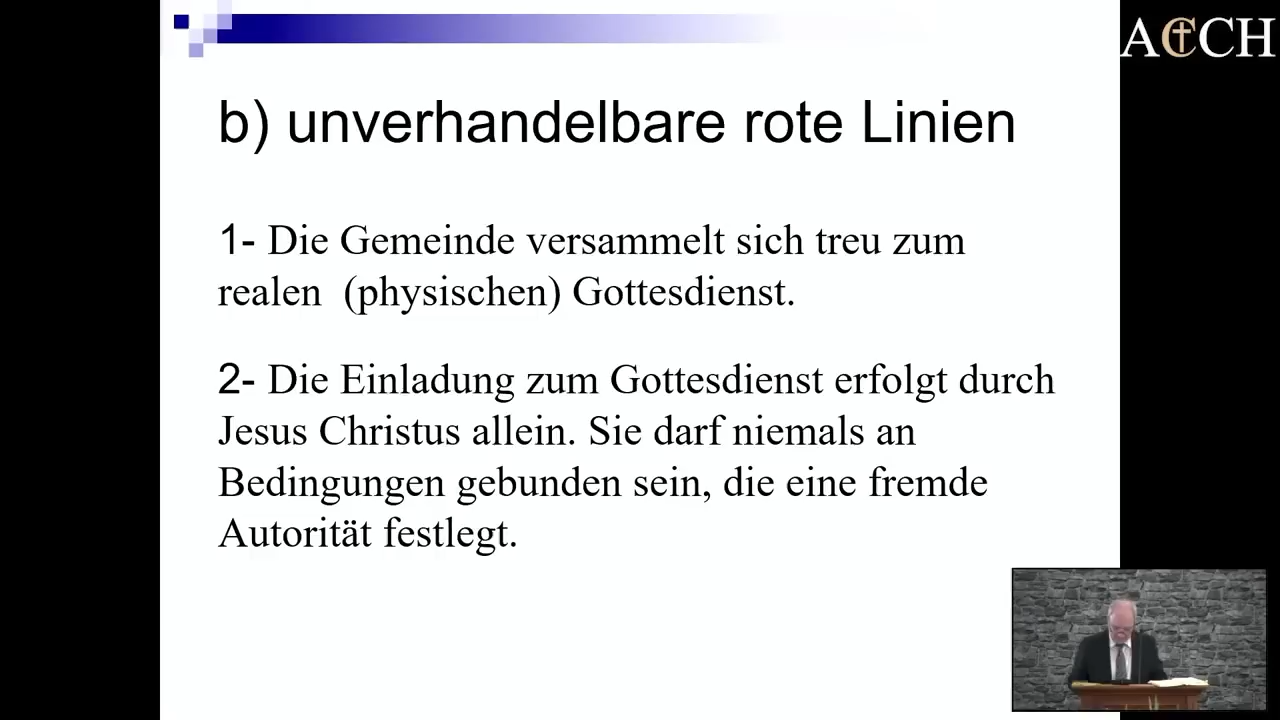 ACCH
b) unverhandelbare rote Linien
1- Die Gemeinde versammelt sich treu zum
realen (physischen) Gottesdienst.
2- Die Einladung zum Gottesdienst erfolgt durch
Jesus Christus allein. Sie darf niemals an
Bedingungen gebunden sein, die eine fremde
Autorität festlegt.